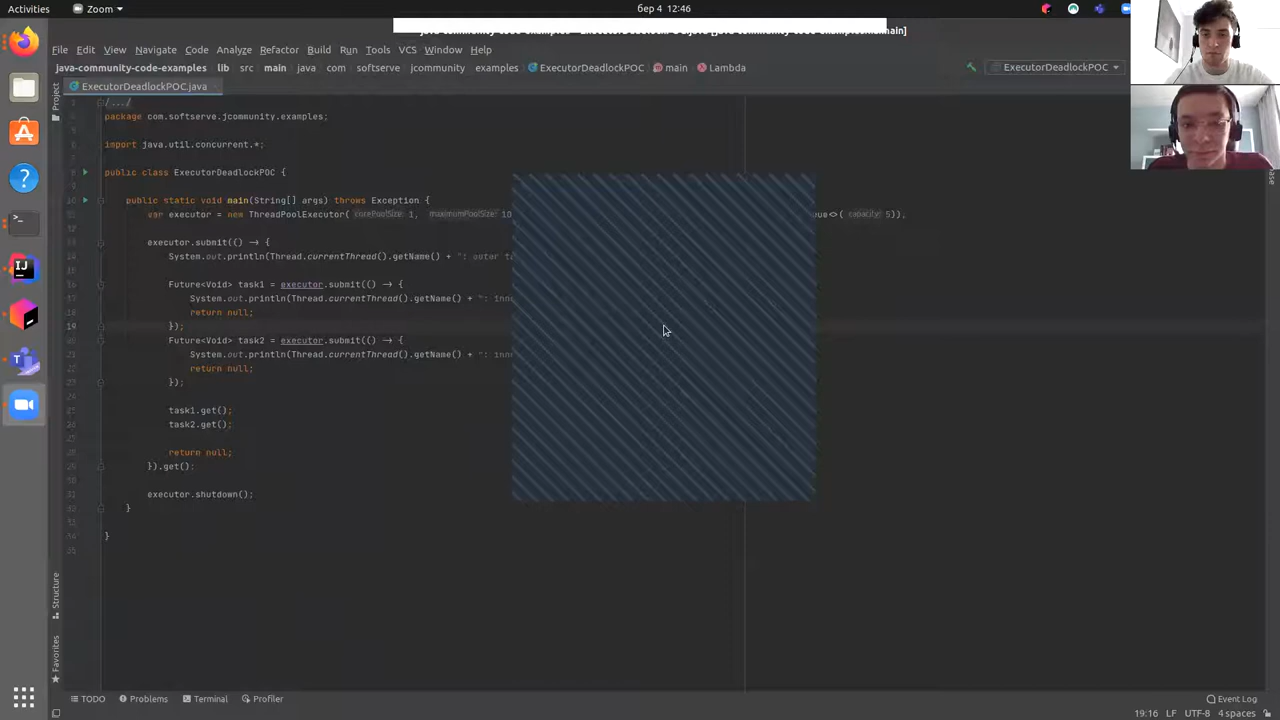 Activities
Zoom
бер 4 12:46
File Edit View Navigate Code Analyze Refactor Build Run Tools VCS Window Help
java-community-code-examples lib src main java com softserve jcommunity examples ExecutorDeadlockPOC main Lambda
ExecutorDeadlockPOC
Project
ExecutorDeadlockPOC.java
/.../
package com.softserve.jcommunity.examples;
import java.util.concurrent.*;
public class ExecutorDeadlockPOC {
public static void main(String[] args) throws Exception {
var executor = new ThreadPoolExecutor( corePoolSize: 1, maximumPoolSize: 10
<>( capacity: 5));
executor.submit(() → {
System.out.println(Thread.currentThread().getName() + ": outer
Future<Void> task1 = executor.submit(() → {
System.out.println(Thread.currentThread().getName() + ":
return null;
});
Future<Void> task2 = executor.submit(() → {
System.out.println(Thread.currentThread().getName() + ":
return null;
});
task1.get();
task2.get();
return null;
}).get();
executor.shutdown();
}
}
Structure
Favorites
TODO Problems Terminal Profiler
Event Log
19:16 LF UTF-8 4 spaces